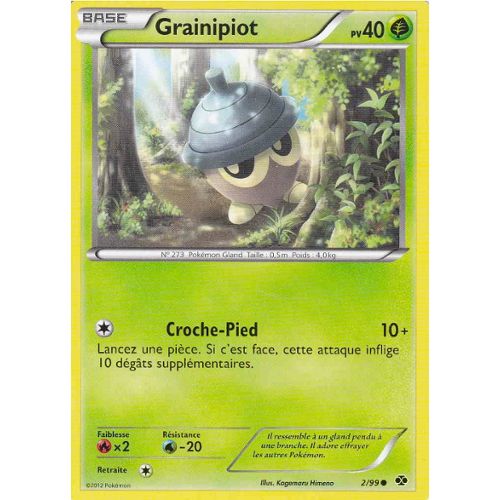 BASE
Grainipiot
PV40
N° 273 Pokémon Gland Taille : 0,5m Poids : 4,0kg
Croche-Pied 10+
Lancez une pièce. Si c'est face, cette attaque inflige
10 dégâts supplémentaires.
Faiblesse
×2
Résistance
-20
Retraite
Il ressemble à un gland pendu à
une branche. Il adore effrayer
les autres Pokémon.
©2012 Pokémon
Illus. Kagemaru Himeno
2/99